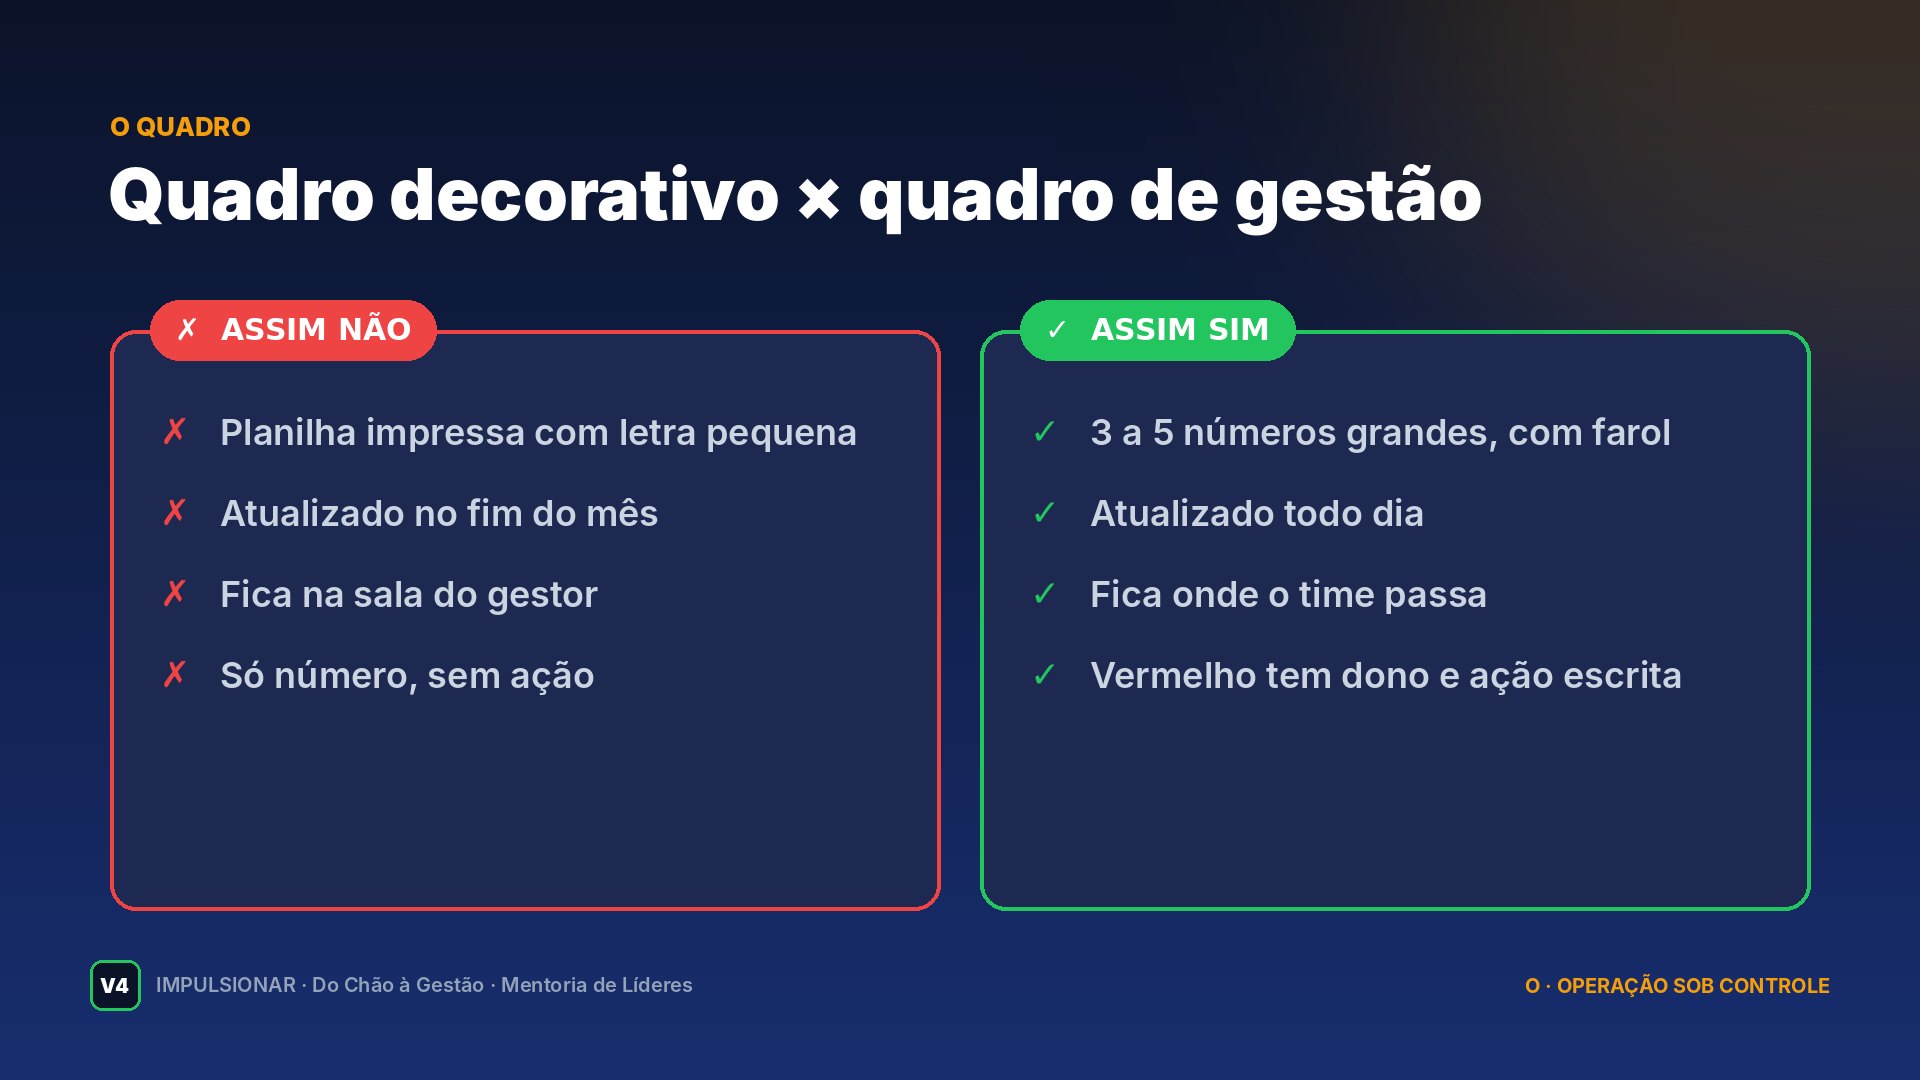 O QUADRO
Quadro decorativo × quadro de gestão
✗ ASSIM NÃO
✗ Planilha impressa com letra pequena
✗ Atualizado no fim do mês
✗ Fica na sala do gestor
✗ Só número, sem ação
✓ ASSIM SIM
✓ 3 a 5 números grandes, com farol
✓ Atualizado todo dia
✓ Fica onde o time passa
✓ Vermelho tem dono e ação escrita
V4 IMPULSIONAR · Do Chão à Gestão · Mentoria de Líderes
O · OPERAÇÃO SOB CONTROLE